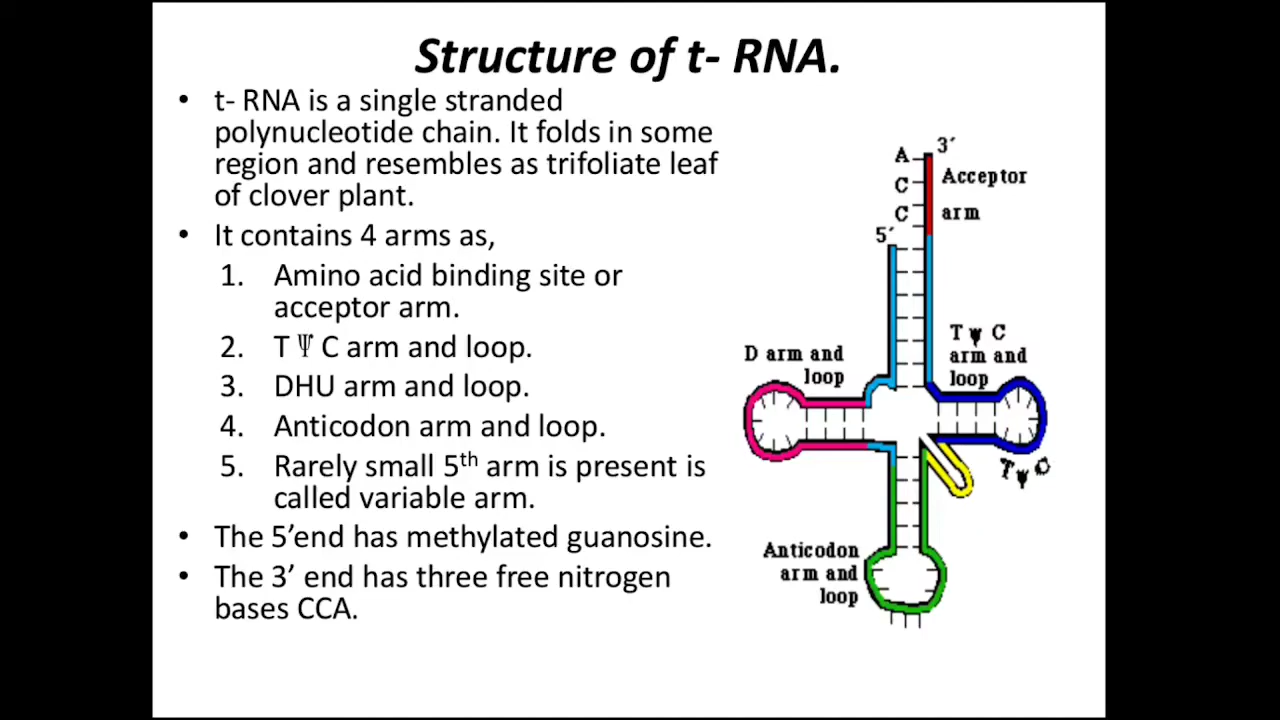 Structure of t- RNA.
• t- RNA is a single stranded
polynucleotide chain. It folds in some
region and resembles as trifoliate leaf
of clover plant.
• It contains 4 arms as,
1. Amino acid binding site or
acceptor arm.
2. T Ψ C arm and loop.
3. DHU arm and loop.
4. Anticodon arm and loop.
5. Rarely small 5th arm is present is
called variable arm.
• The 5’end has methylated guanosine.
• The 3’ end has three free nitrogen
bases CCA.
3´
A
C
C
Acceptor
arm
5´
T Ψ C
arm and
loop
D arm and
loop
T Ψ C
Anticodon
arm and
loop